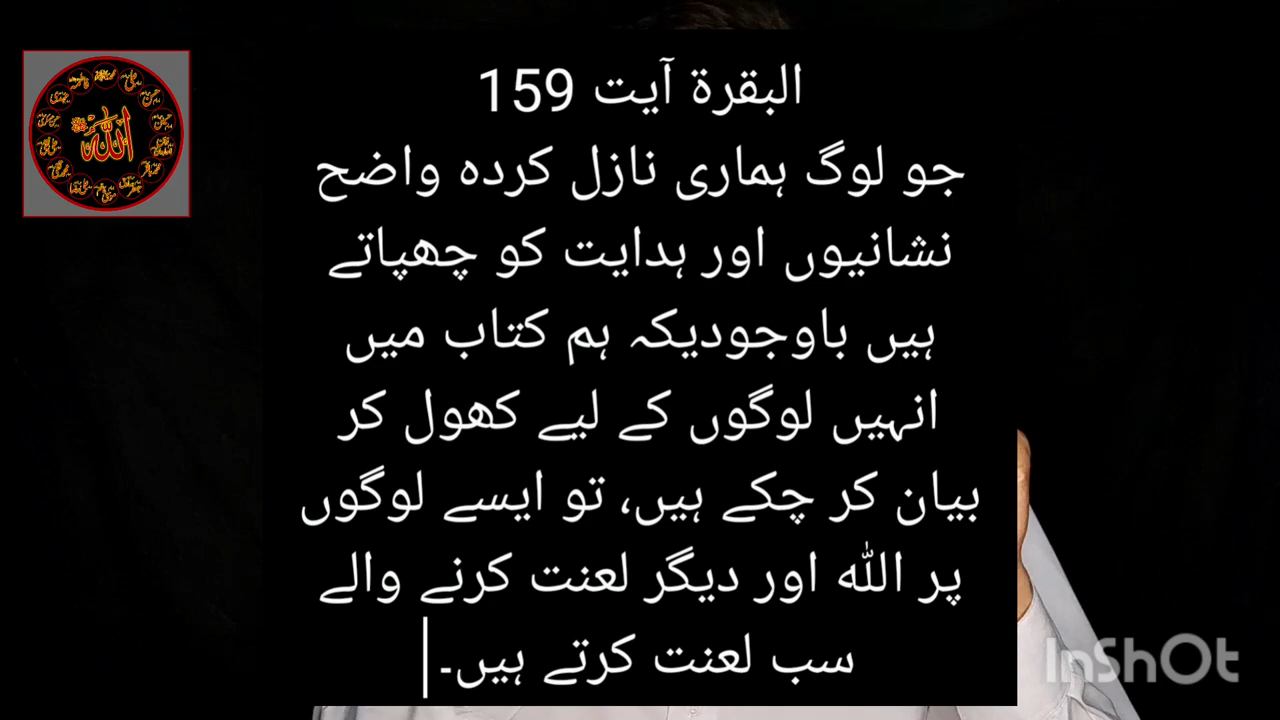 البقرة آیت 159
جو لوگ ہماری نازل کردہ واضح
نشانیوں اور ہدایت کو چھپاتے
ہیں باوجودیکہ ہم کتاب میں
انہیں لوگوں کے لیے کھول کر
بیان کر چکے ہیں، تو ایسے لوگوں
پر اللہ اور دیگر لعنت کرنے والے
سب لعنت کرتے ہیں۔
الله
InShOt